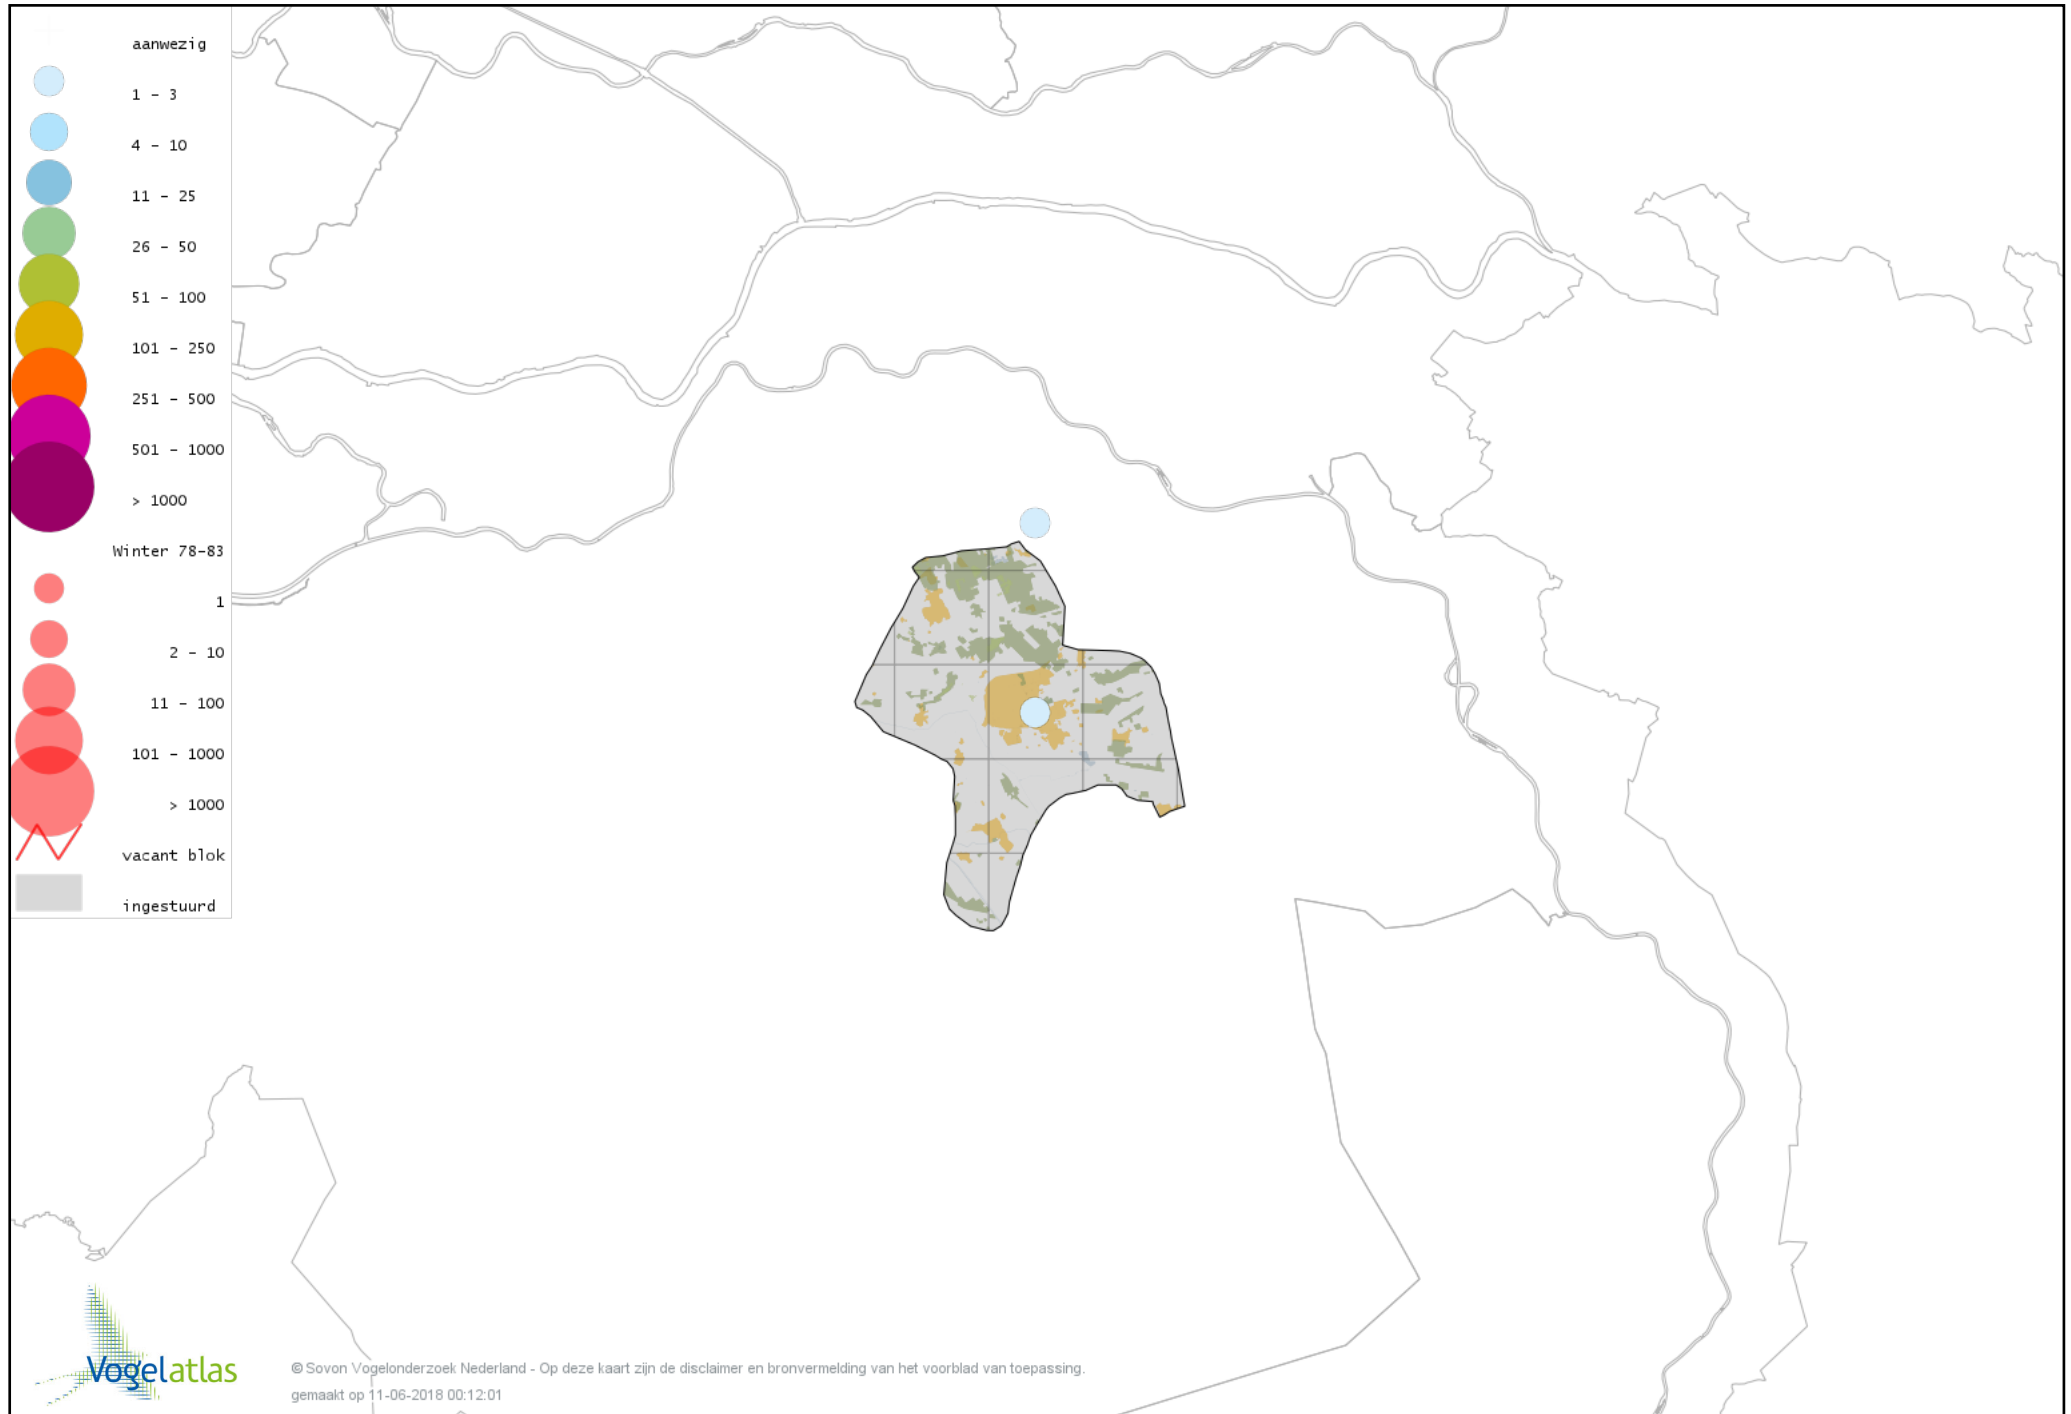 aanwezig
1 - 3
4 - 10
11 - 25
26 - 50
51 - 100
101 - 250
251 - 500
501 - 1000
> 1000
Winter 78-83
1
2 - 10
11 - 100
101 - 1000
> 1000
vacant blok
ingestuurd
Vogelatlas
© Sovon Vogelonderzoek Nederland - Op deze kaart zijn de disclaimer en bronvermelding van het voorblad van toepassing.
gemaakt op 11-06-2018 00:12:01